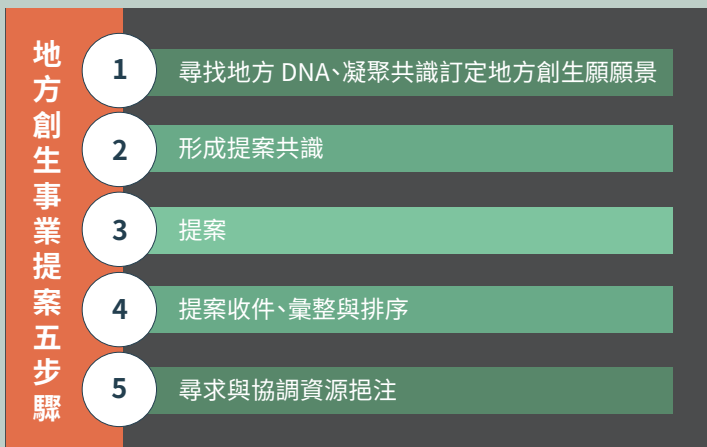 地方創生事業提案五步驟
1 尋找地方 DNA、凝聚共識訂定地方創生願願景
2 形成提案共識
3 提案
4 提案收件、彙整與排序
5 尋求與協調資源挹注